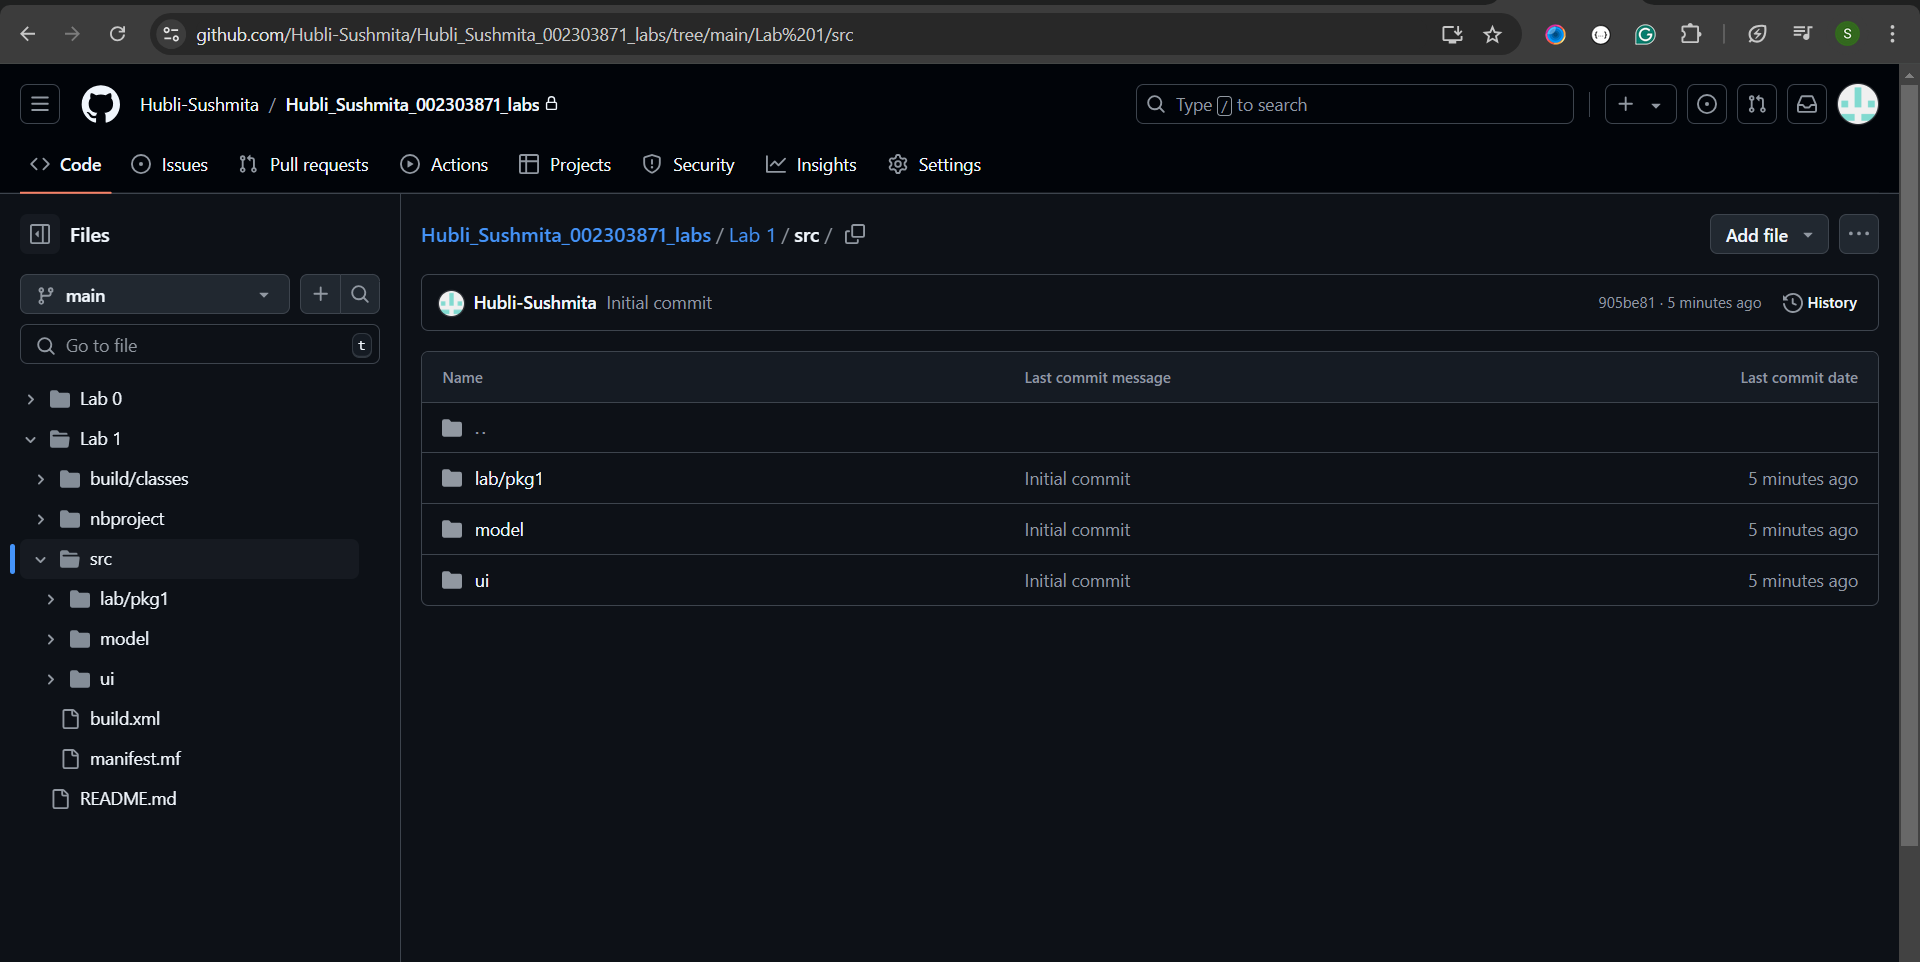 github.com/Hubli-Sushmita/Hubli_Sushmita_002303871_labs/tree/main/Lab%201/src
S
Hubli-Sushmita / Hubli_Sushmita_002303871_labs
Type / to search
Code Issues Pull requests Actions Projects Security Insights Settings
Files
main
Go to file t
Lab 0
Lab 1
build/classes
nbproject
src
lab/pkg1
model
ui
build.xml
manifest.mf
README.md
Hubli_Sushmita_002303871_labs / Lab 1 / src /
Add file
Hubli-Sushmita Initial commit 905be81 · 5 minutes ago History
Name Last commit message Last commit date
..
lab/pkg1 Initial commit 5 minutes ago
model Initial commit 5 minutes ago
ui Initial commit 5 minutes ago